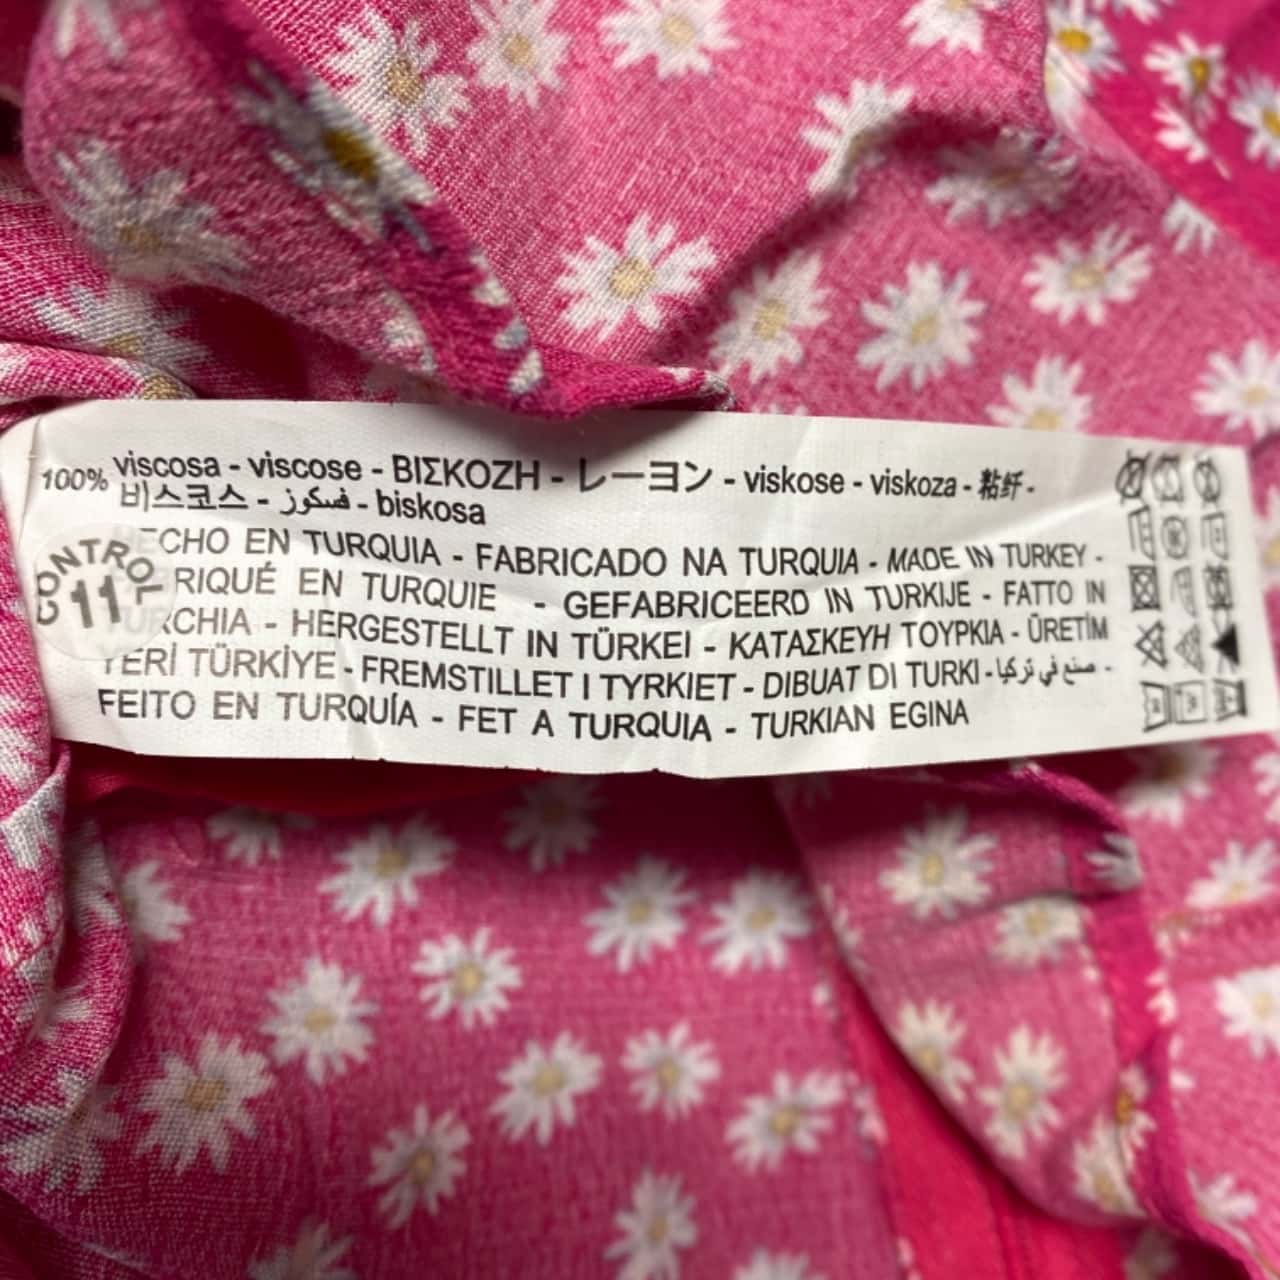 100% viscosa - viscose - ΒΙΣΚΟΖΗ - レーヨン - viskose - viskoza - 粘纤 -
비스코스 - فسكوز - biskosa
HECHO EN TURQUIA - FABRICADO NA TURQUIA - MADE IN TURKEY -
RIQUÉ EN TURQUIE - GEFABRICEERD IN TURKIJE - FATTO IN
TURCHIA - HERGESTELLT IN TÜRKEI - ΚΑΤΑΣΚΕΥΗ ΤΟΥΡΚΙΑ - ÜRETİM
YERİ TÜRKİYE - FREMSTILLET I TYRKIET - DIBUAT DI TURKI - صنع في تركيا -
FEITO EN TURQUÍA - FET A TURQUIA - TURKIAN EGINA
CONTROL
11